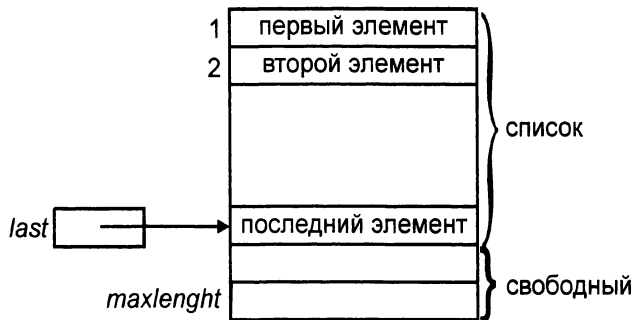 1 первый элемент
2 второй элемент
список
last последний элемент
свободный
maxlenght